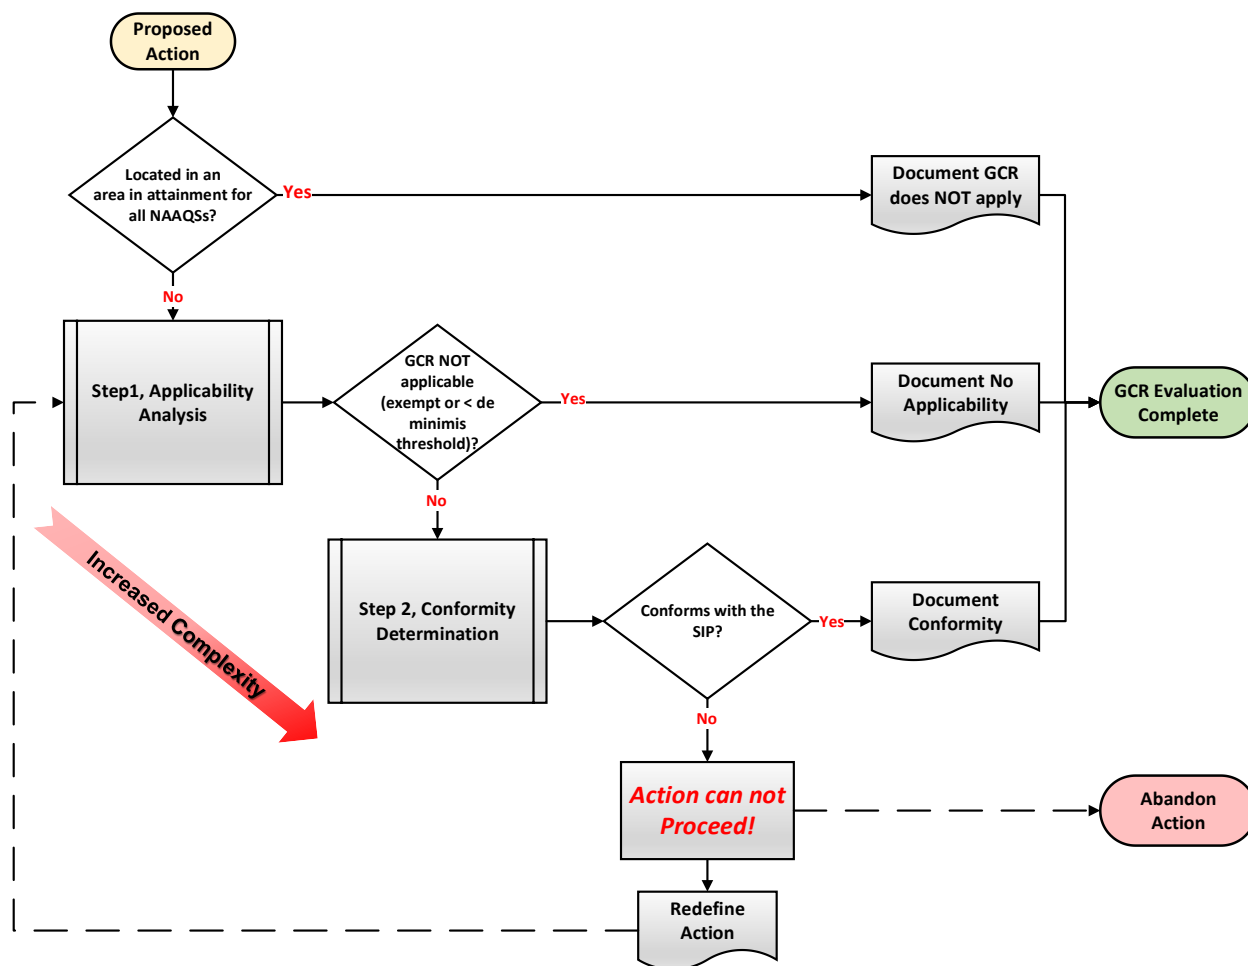 Proposed
Action
Located in an
area in attainment for
all NAAQSs?
Yes
Document GCR
does NOT apply
No
Step1, Applicability
Analysis
GCR NOT
applicable
(exempt or < de
minimis
threshold)?
Yes
Document No
Applicability
GCR Evaluation
Complete
No
Increased Complexity
Step 2, Conformity
Determination
Conforms with the
SIP?
Yes
Document
Conformity
No
Action can not
Proceed!
Abandon
Action
Redefine
Action